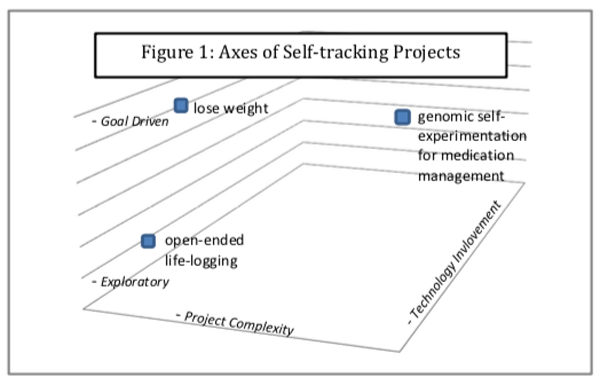 Figure 1: Axes of Self-tracking Projects
lose weight
- Goal Driven
genomic self-
experimentation
for medication
management
open-ended
life-logging
- Exploratory
- Project Complexity
- Technology Invlovement